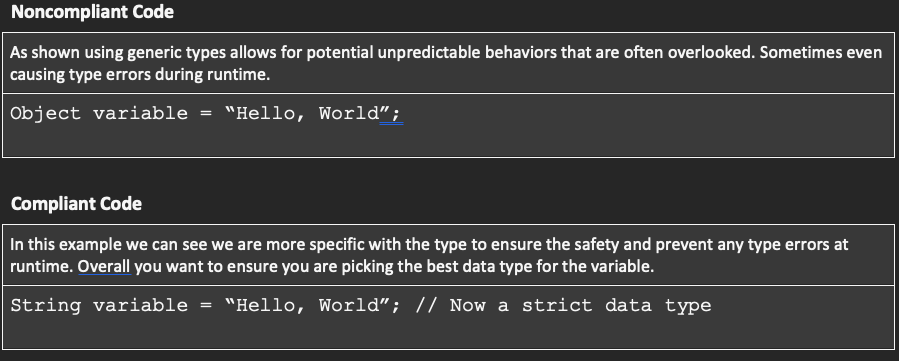 Noncompliant Code
As shown using generic types allows for potential unpredictable behaviors that are often overlooked. Sometimes even
causing type errors during runtime.
Object variable = “Hello, World”;
Compliant Code
In this example we can see we are more specific with the type to ensure the safety and prevent any type errors at
runtime. Overall you want to ensure you are picking the best data type for the variable.
String variable = “Hello, World”; // Now a strict data type